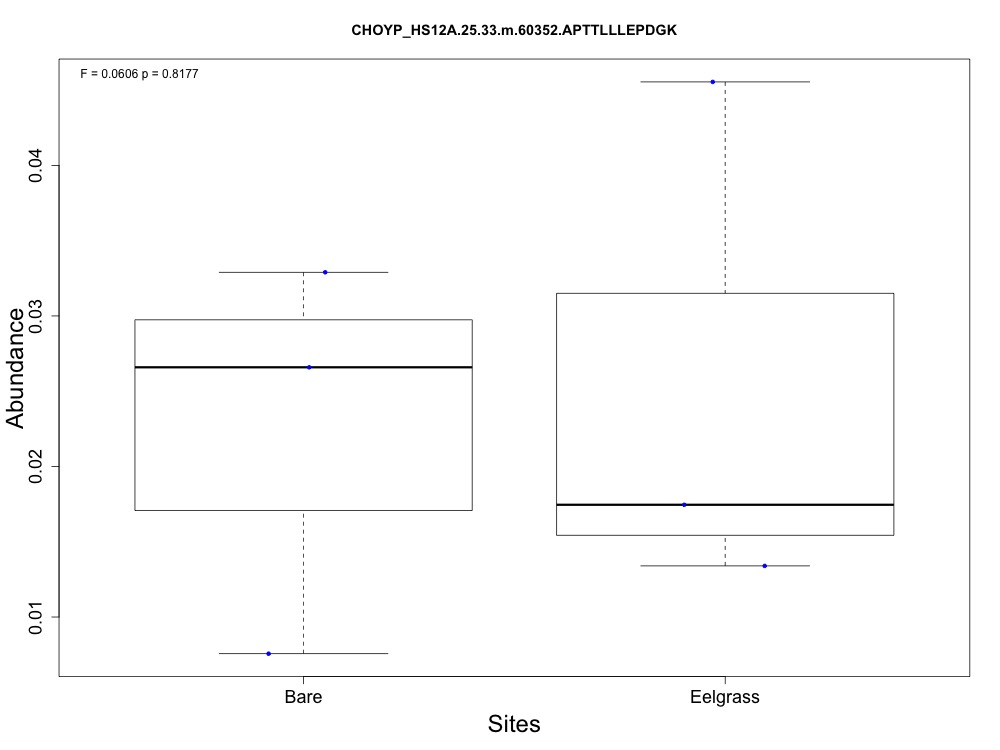 CHOYP_HS12A.25.33.m.60352.APTTLLLEPDGK
F = 0.0606 p = 0.8177
0.04
0.03
0.02
0.01
Abundance
Bare
Eelgrass
Sites